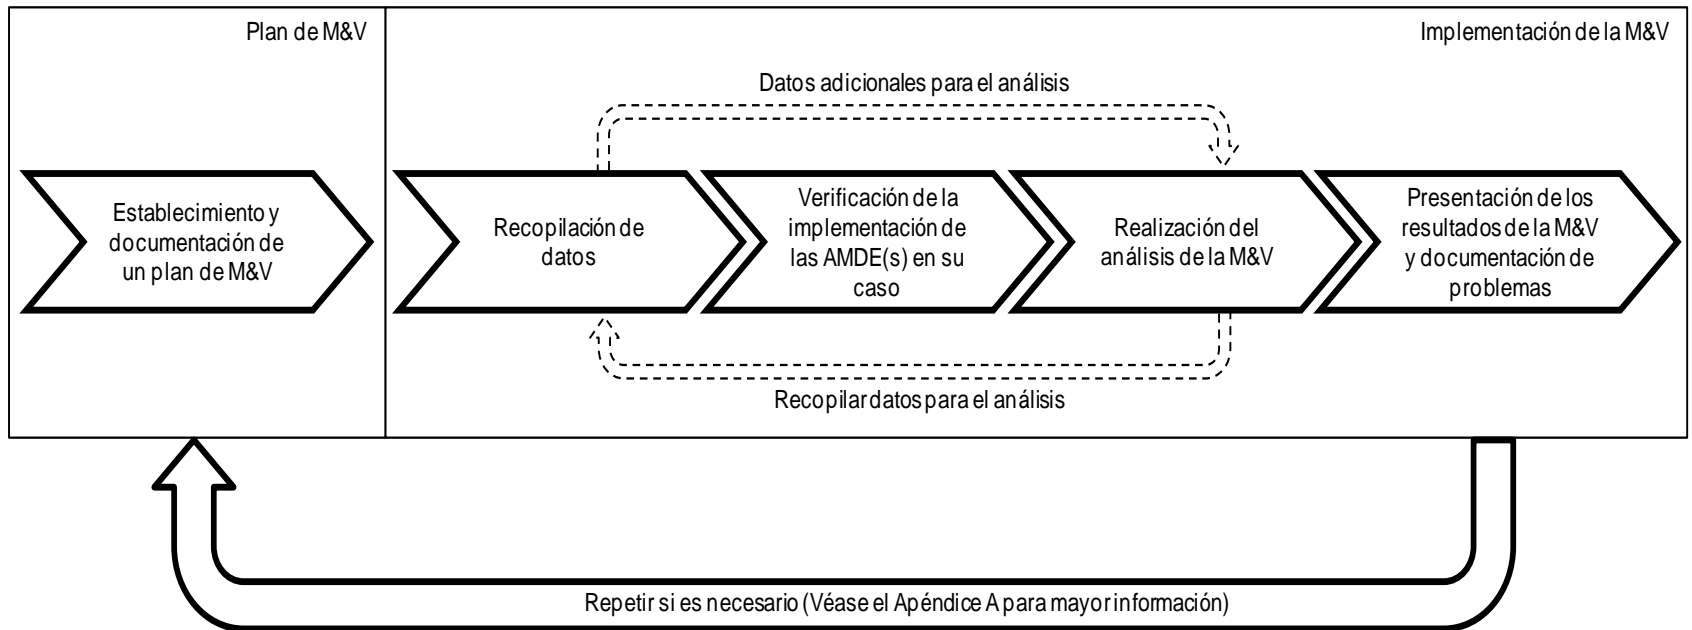 Plan de M&V
Implementación de la M&V
Datos adicionales para el análisis
Establecimiento y
documentación de
un plan de M&V
Recopilación de
datos
Verificación de la
implementación de
las AMDE(s) en su
caso
Realización del
análisis de la M&V
Presentación de los
resultados de la M&V
y documentación de
problemas
Recopilar datos para el análisis
Repetir si es necesario (Véase el Apéndice A para mayor información)